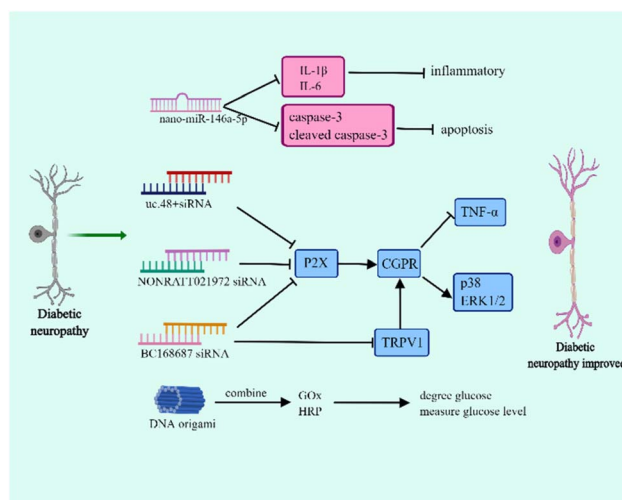 IL-1β
IL-6
inflammatory
nano-miR-146a-5p
caspase-3
cleaved caspase-3
apoptosis
uc.48+siRNA
TNF-α
NONRATT021972 siRNA
P2X
CGPR
p38
ERK1/2
Diabetic
neuropathy
BC168687 siRNA
TRPV1
Diabetic
neuropathy improved
combine
GOx
HRP
degree glucose
measure glucose level
DNA origami